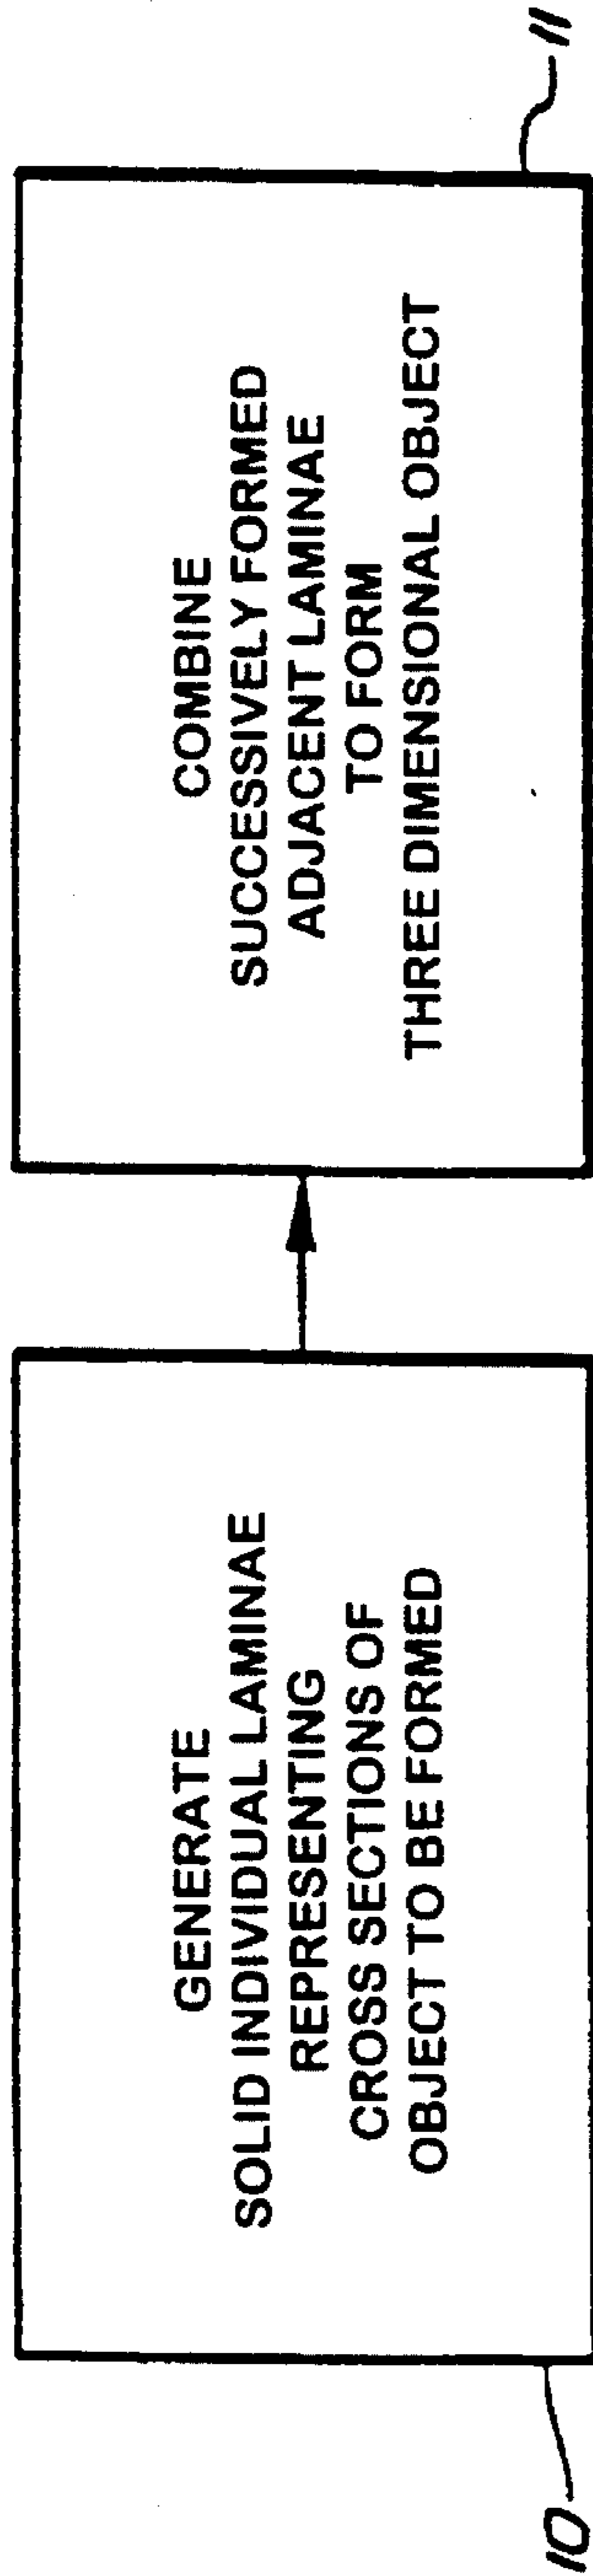 10
GENERATE
SOLID INDIVIDUAL LAMINAE
REPRESENTING
CROSS SECTIONS OF
OBJECT TO BE FORMED
COMBINE
SUCCESSIVELY FORMED
ADJACENT LAMINAE
TO FORM
THREE DIMENSIONAL OBJECT
11